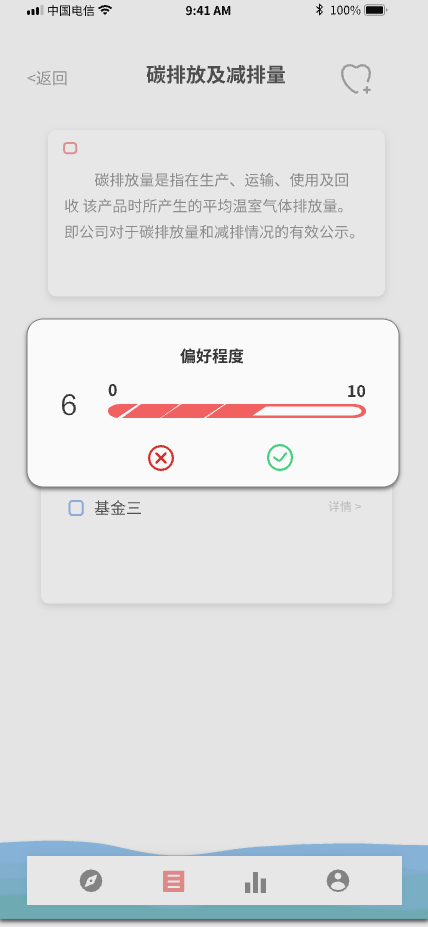 中国电信 9:41 AM 100%
<返回 碳排放及减排量
碳排放量是指在生产、运输、使用及回
收 该产品时所产生的平均温室气体排放量。
即公司对于碳排放量和减排情况的有效公示。
偏好程度
0 10
6
基金三 详情 >